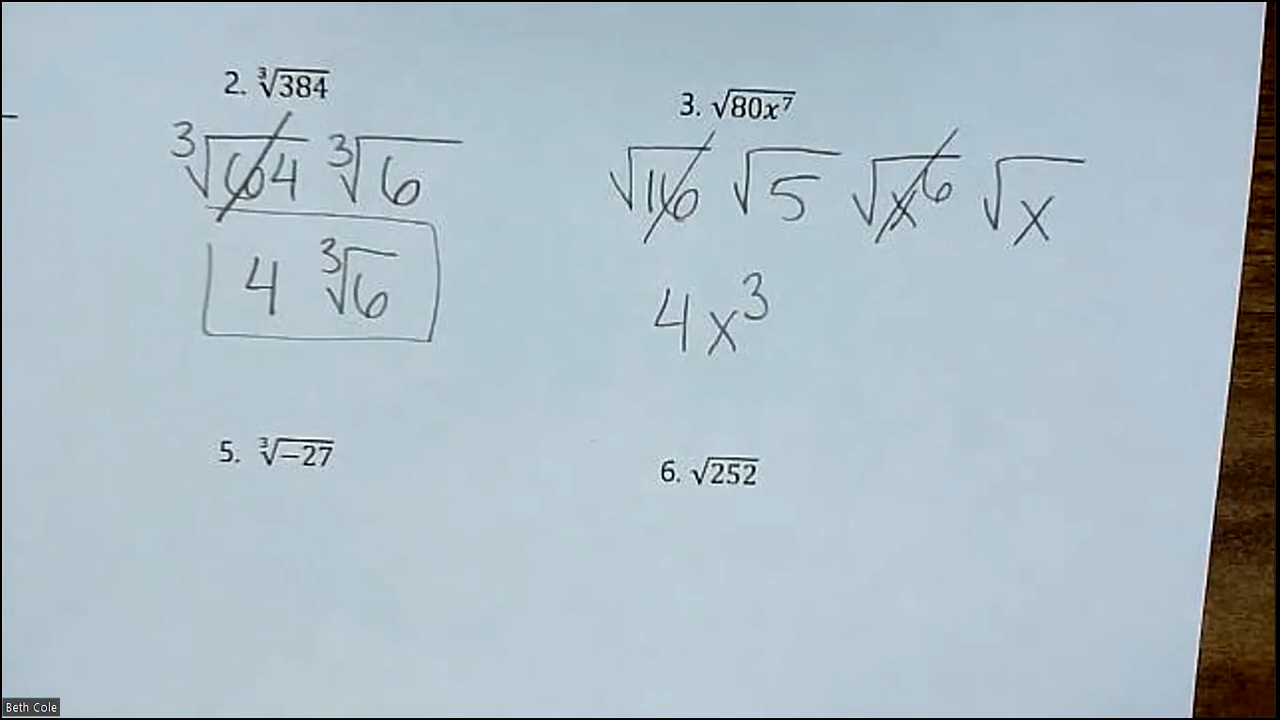 2. ∛384
∛64 ∛6
4 ∛6
3. √80x⁷
√16 √5 √x⁶ √x
4x³
5. ∛−27
6. √252
Beth Cole